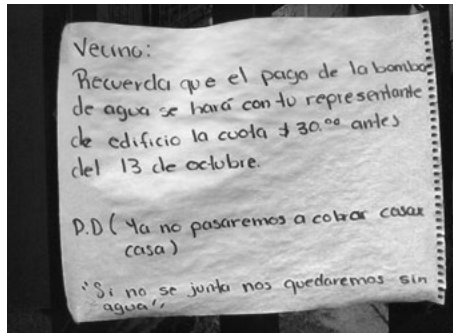 Vecino:
Recuerda que el pago de la bomba
de agua se hará con tu representante
de edificio la cuota $ 30.00 antes
del 13 de octubre.
P.D ( Ya no pasaremos a cobrar casa x
casa)
"Si no se junta nos quedaremos sin
agua"